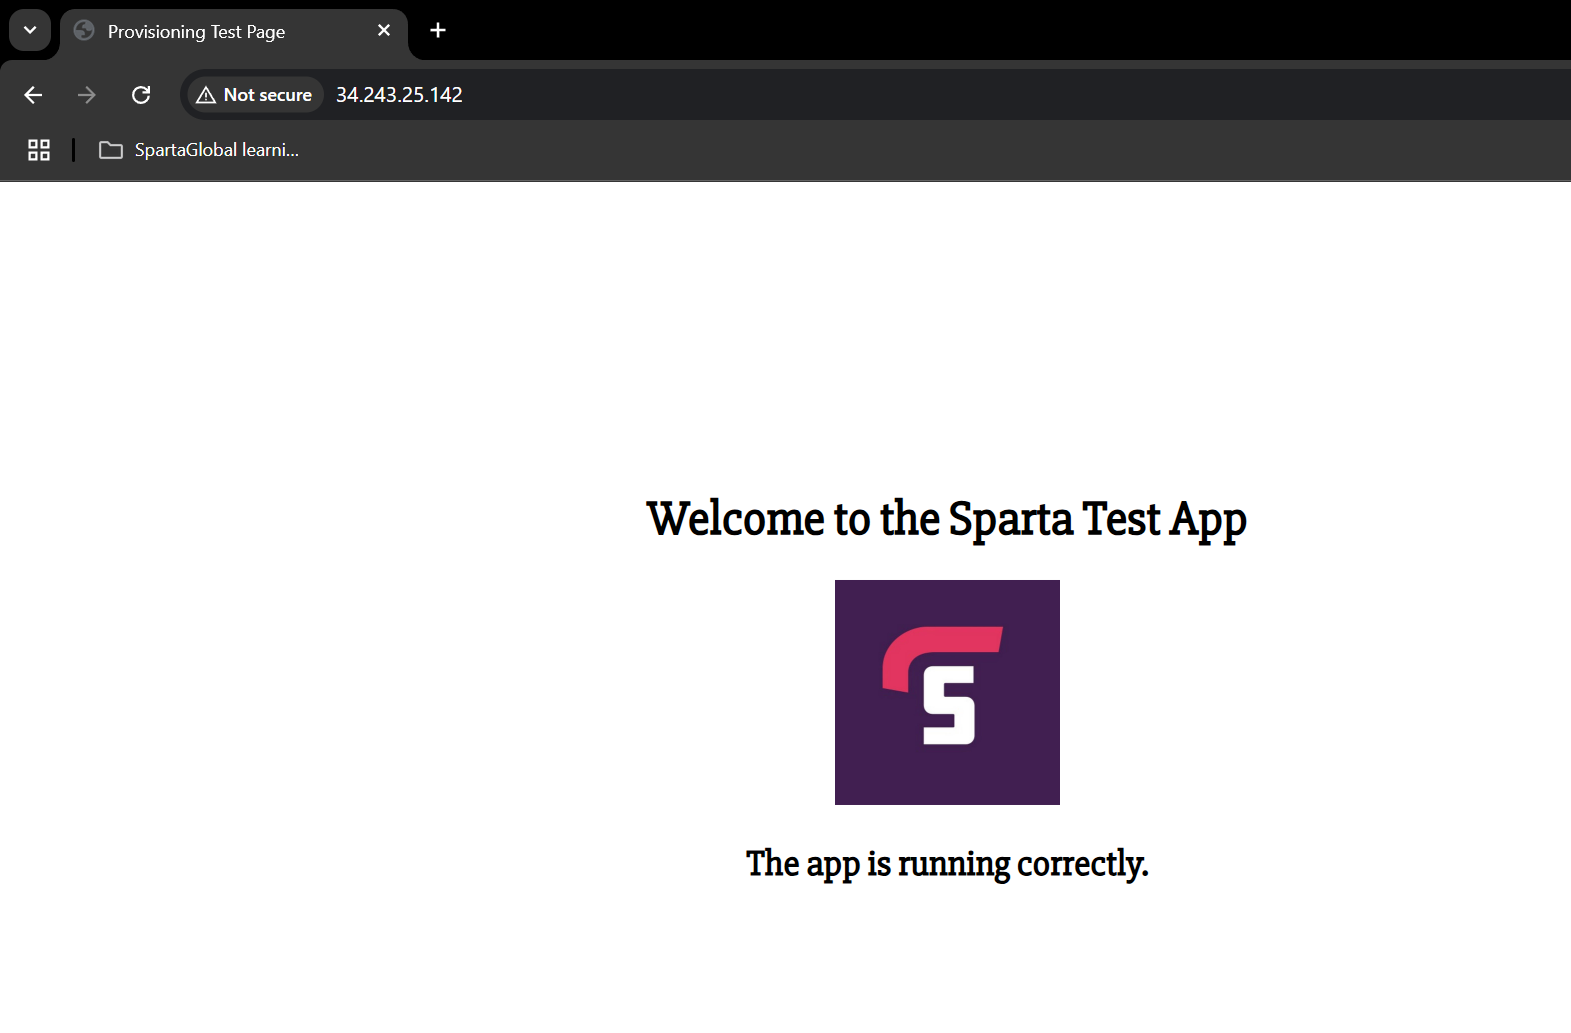 Provisioning Test Page
Not secure 34.243.25.142
SpartaGlobal learni...
Welcome to the Sparta Test App
S
The app is running correctly.